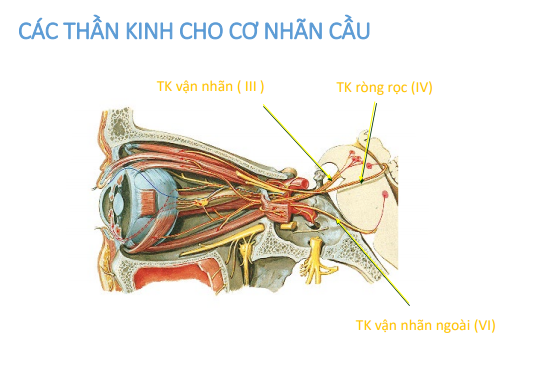 CÁC THẦN KINH CHO CƠ NHÃN CẦU
TK vận nhãn ( III )
TK ròng rọc (IV)
TK vận nhãn ngoài (VI)